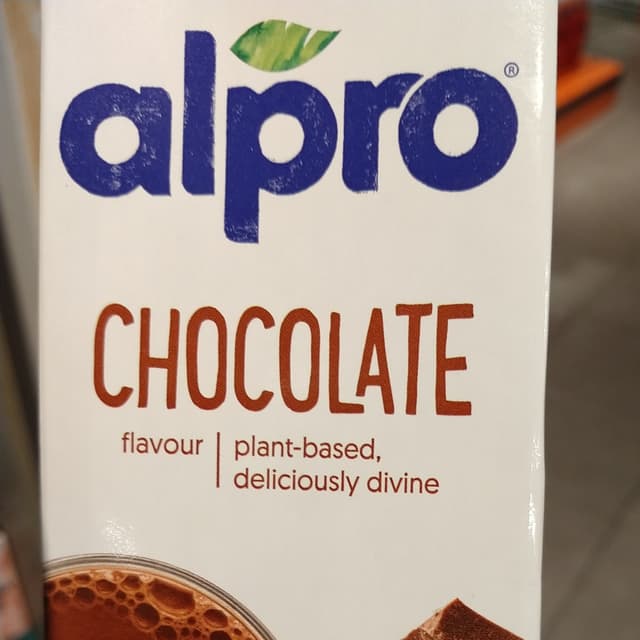 alpro®
CHOCOLATE
flavour | plant-based,
deliciously divine